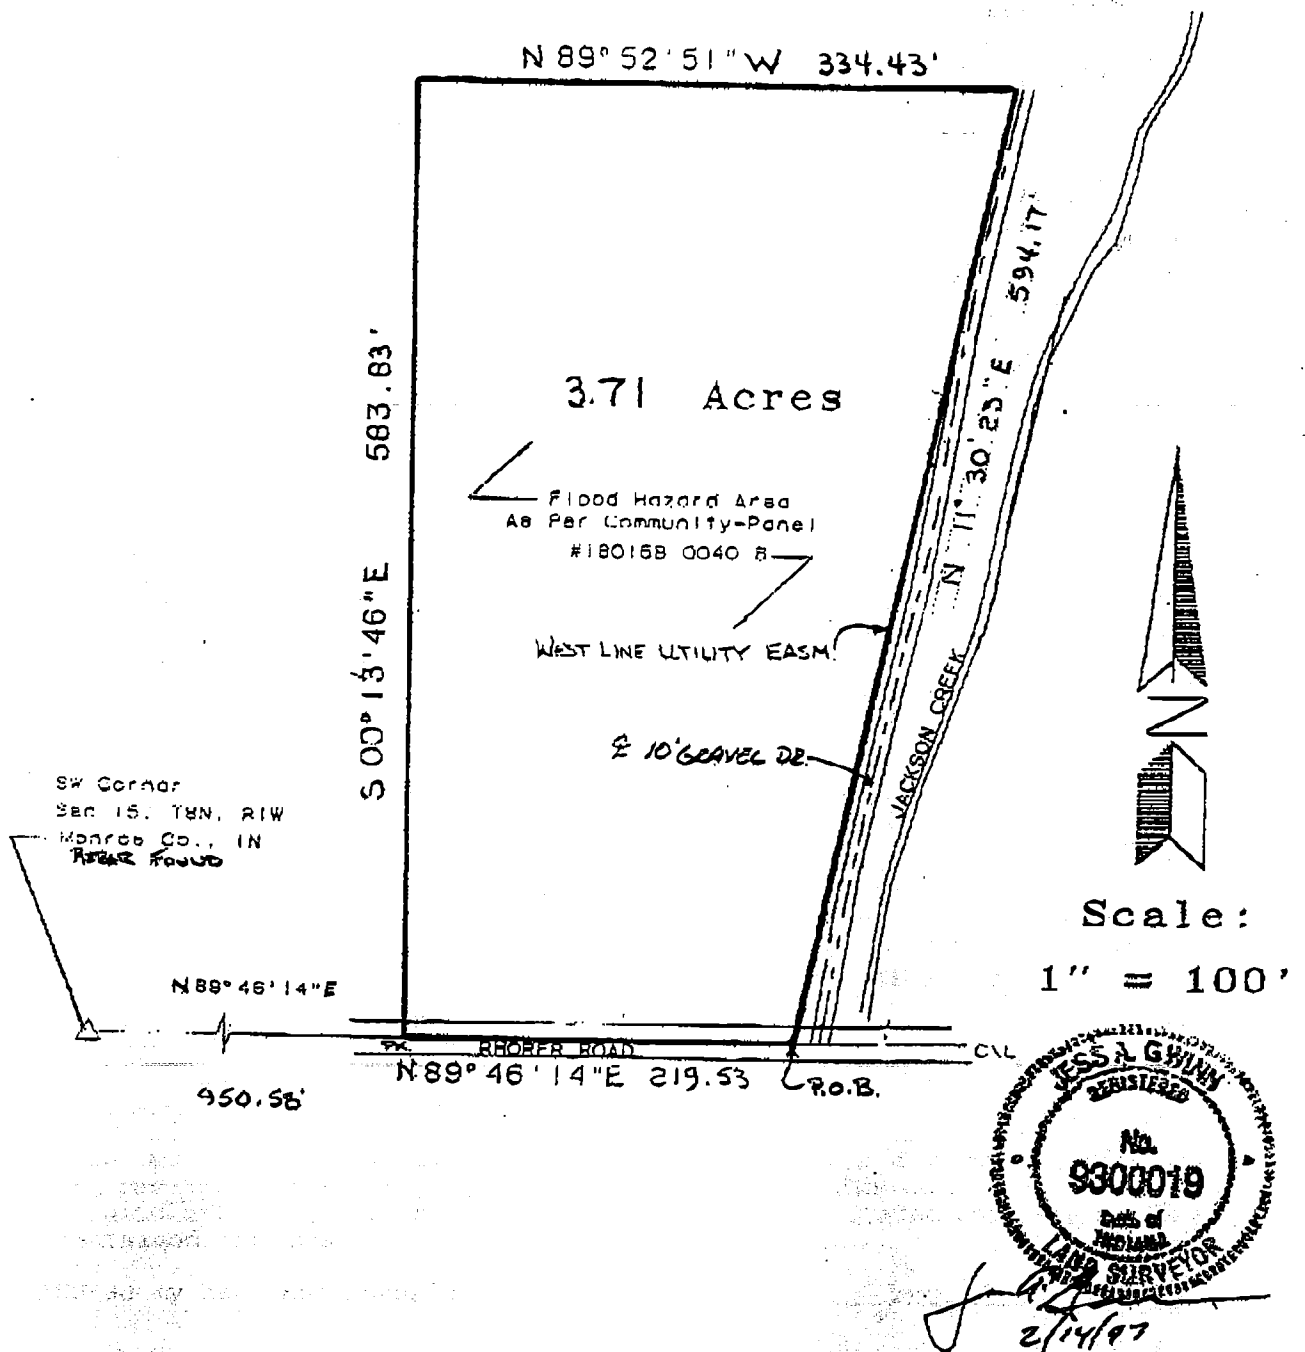 N 89° 52' 51" W 334.43'
S 00° 13' 46" E 583.83'
3.71 Acres
Flood Hazard Area
As Per Community-Panel
#180168 0040 B
WEST LINE UTILITY EASM.
℄ 10' GRAVEL DR.
N 11° 30' 23" E 594.17'
JACKSON CREEK
SW Corner
Sec 15, T8N, R1W
Monroe Co., IN
REBAR FOUND
N 89° 46' 14" E
950.58'
PK.
RHORER ROAD
C\L
N 89° 46' 14" E 219.53
P.O.B.
N
Scale:
1" = 100'
JESS A GWINN
REGISTERED
No.
9300019
INDIANA
LAND SURVEYOR
2/14/97